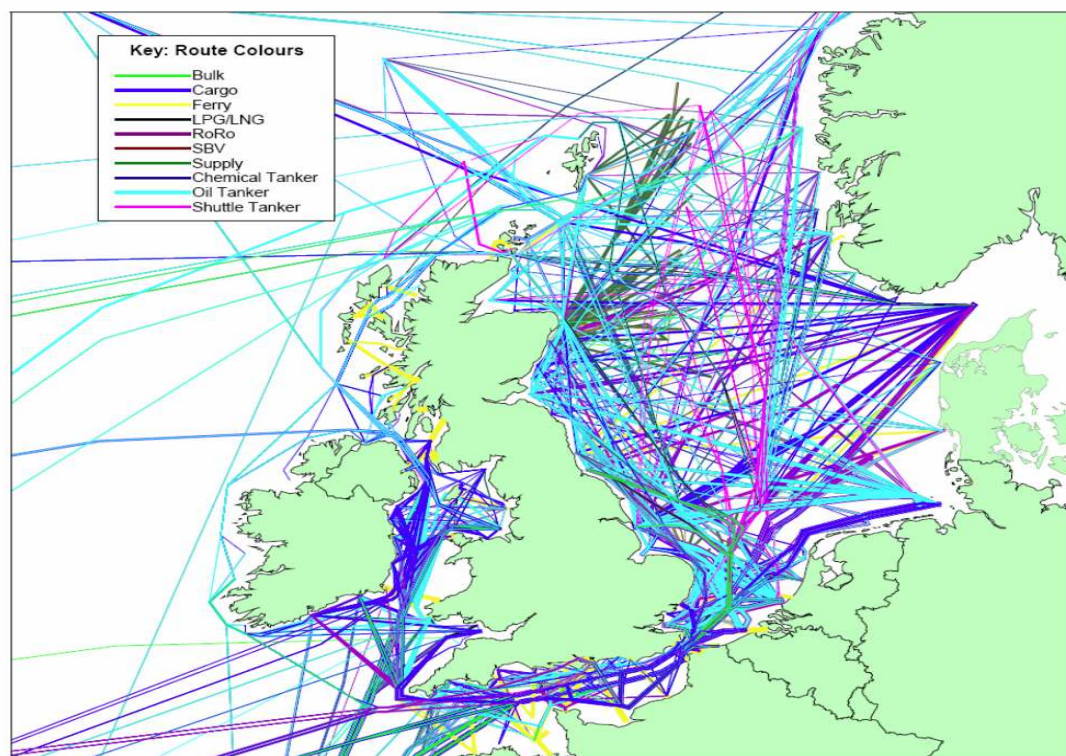 Key: Route Colours
Bulk
Cargo
Ferry
LPG/LNG
RoRo
SBV
Supply
Chemical Tanker
Oil Tanker
Shuttle Tanker